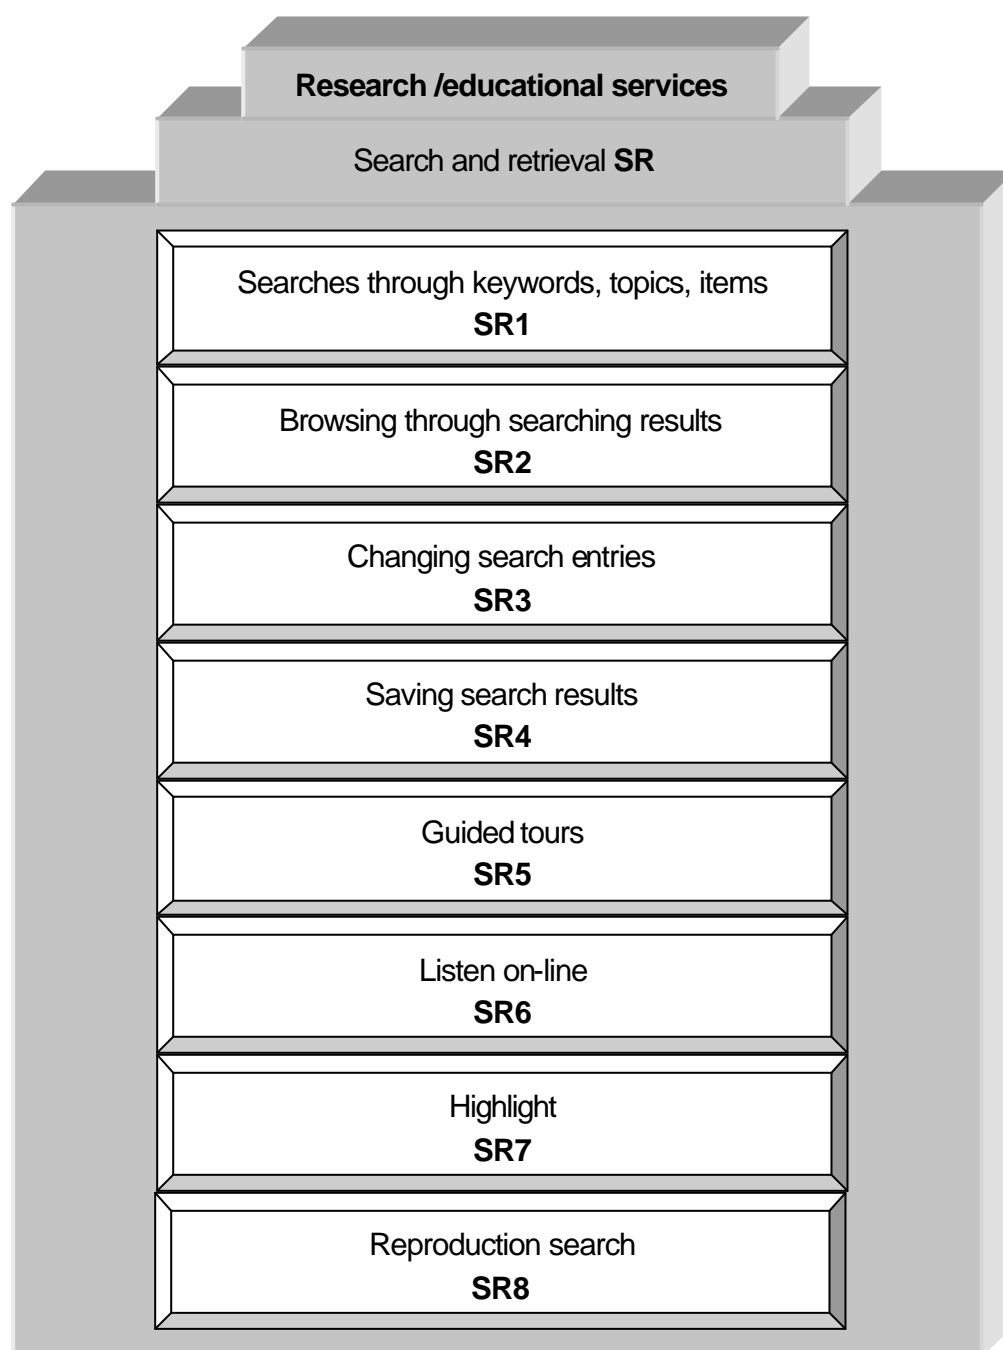 Research /educational services
Search and retrieval SR
Searches through keywords, topics, items
SR1
Browsing through searching results
SR2
Changing search entries
SR3
Saving search results
SR4
Guided tours
SR5
Listen on-line
SR6
Highlight
SR7
Reproduction search
SR8